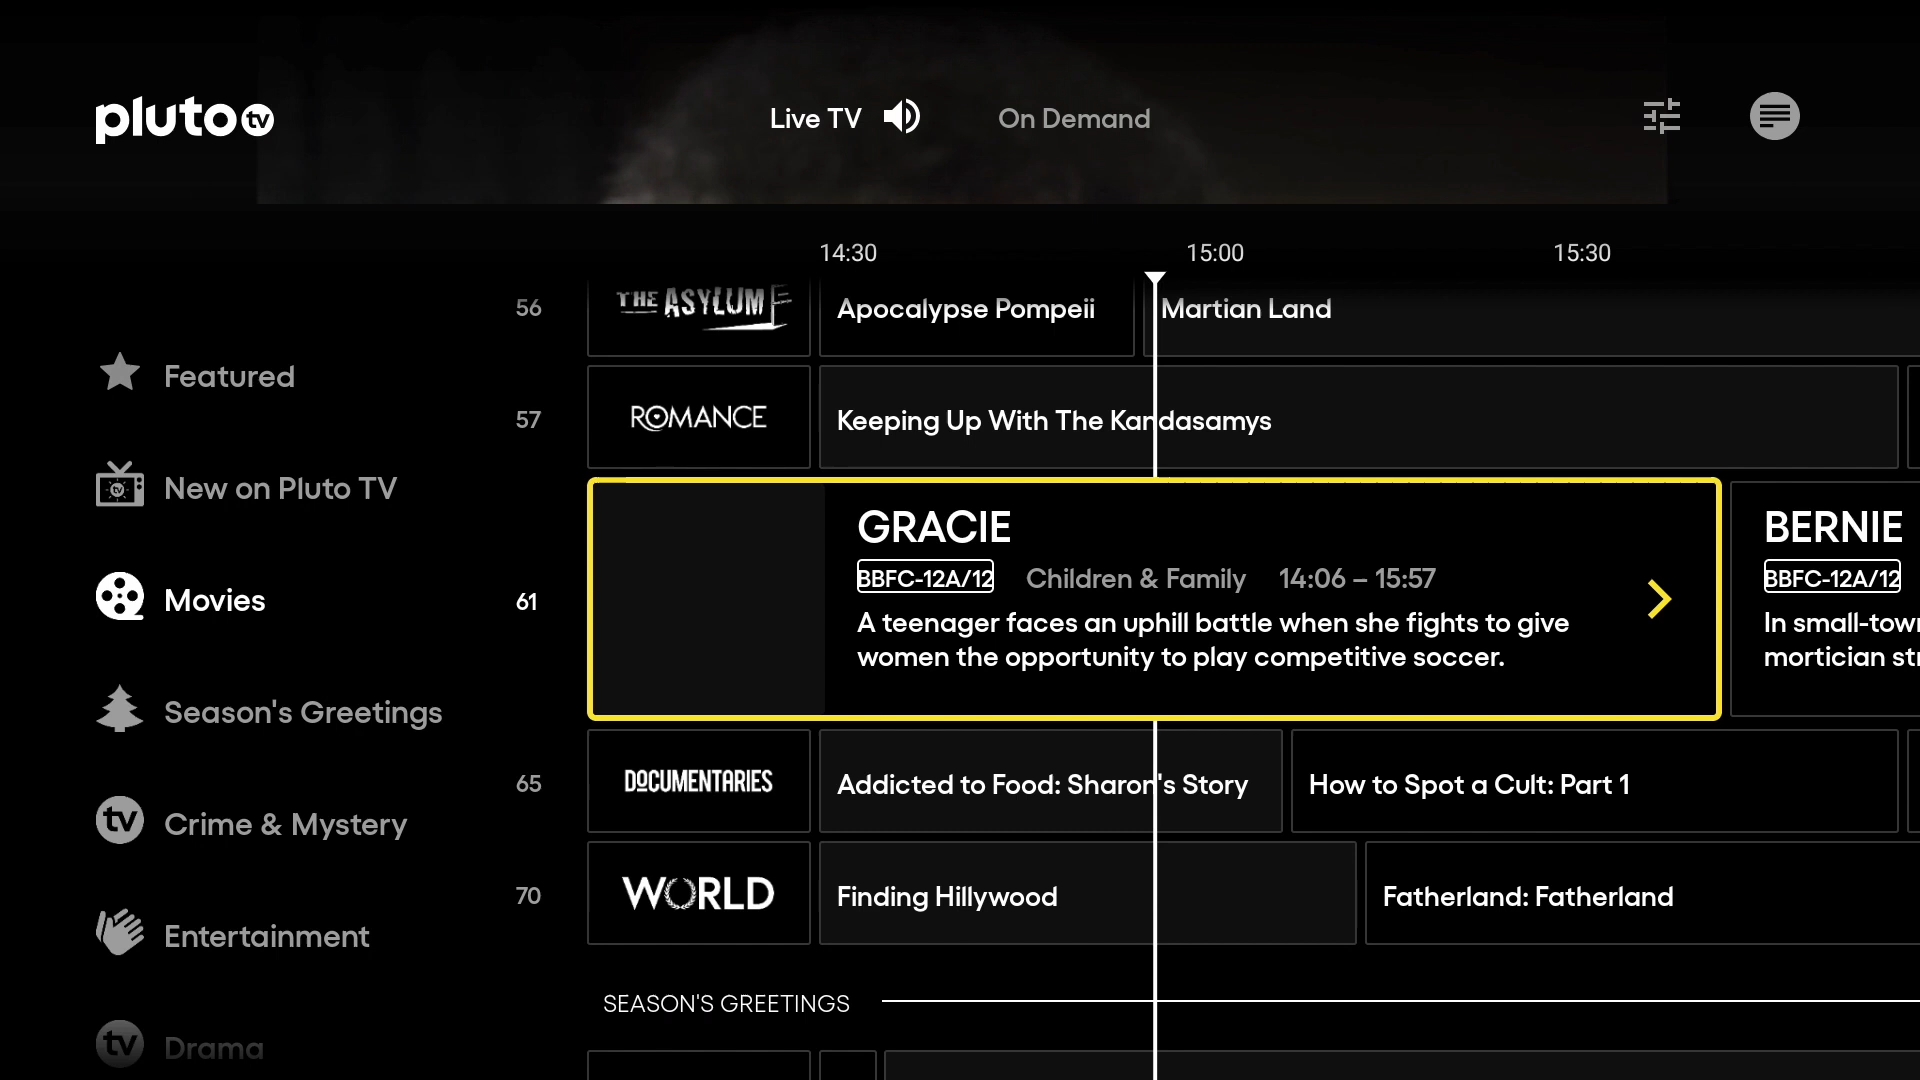 pluto tv
Live TV
On Demand
14:30
15:00
15:30
56
THE ASYLUM
Apocalypse Pompeii
Martian Land
Featured
57
ROMANCE
Keeping Up With The Kandasamys
New on Pluto TV
Movies
61
GRACIE
BBFC-12A/12
Children & Family
14:06 – 15:57
A teenager faces an uphill battle when she fights to give
women the opportunity to play competitive soccer.
BERNIE
BBFC-12A/12
In small-town
mortician str
Season's Greetings
65
DOCUMENTARIES
Addicted to Food: Sharon's Story
How to Spot a Cult: Part 1
Crime & Mystery
70
WORLD
Finding Hillywood
Fatherland: Fatherland
Entertainment
SEASON'S GREETINGS
Drama